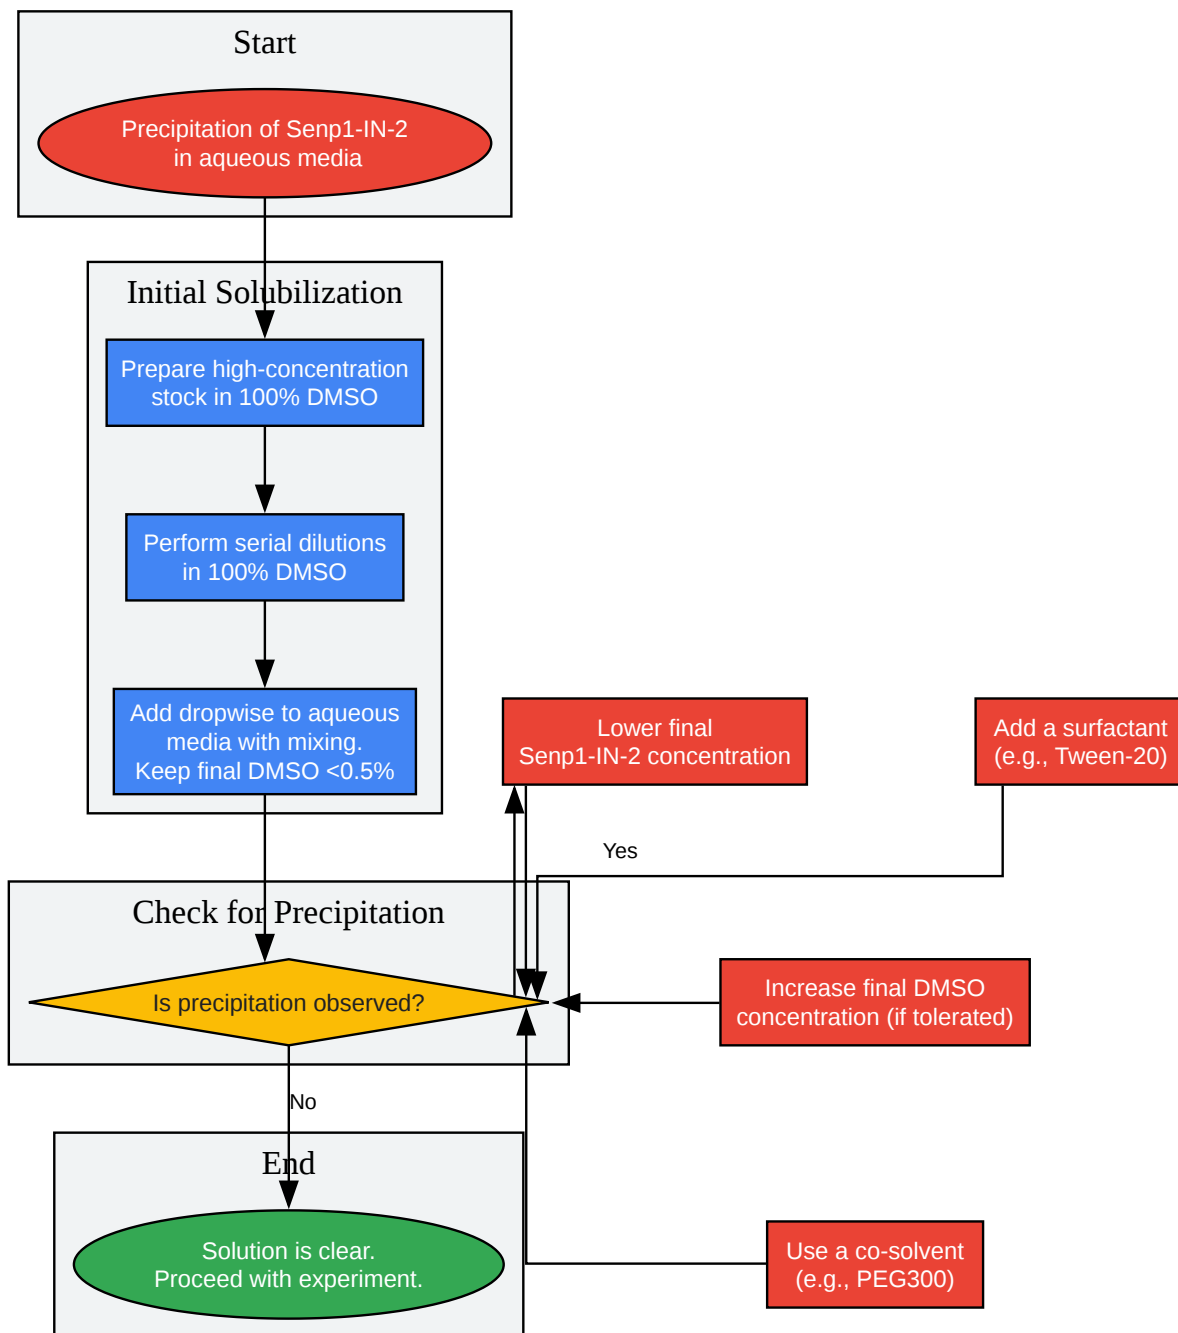 Start
Precipitation of Senp1-IN-2
in aqueous media
Initial Solubilization
Prepare high-concentration
stock in 100% DMSO
Perform serial dilutions
in 100% DMSO
Add dropwise to aqueous
media with mixing.
Keep final DMSO <0.5%
Lower final
Senp1-IN-2 concentration
Add a surfactant
(e.g., Tween-20)
Yes
Check for Precipitation
Is precipitation observed?
Increase final DMSO
concentration (if tolerated)
No
End
Solution is clear.
Proceed with experiment.
Use a co-solvent
(e.g., PEG300)